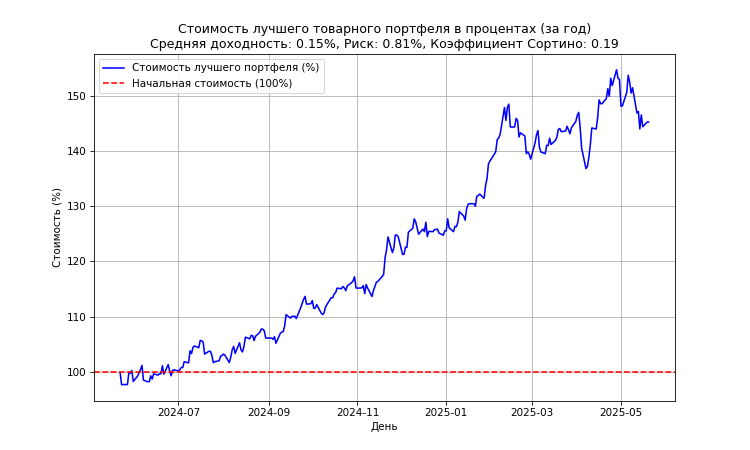 Стоимость лучшего товарного портфеля в процентах (за год)
Средняя доходность: 0.15%, Риск: 0.81%, Коэффициент Сортино: 0.19
Стоимость лучшего портфеля (%)
Начальная стоимость (100%)
Стоимость (%)
150
140
130
120
110
100
2024-07
2024-09
2024-11
2025-01
2025-03
2025-05
День